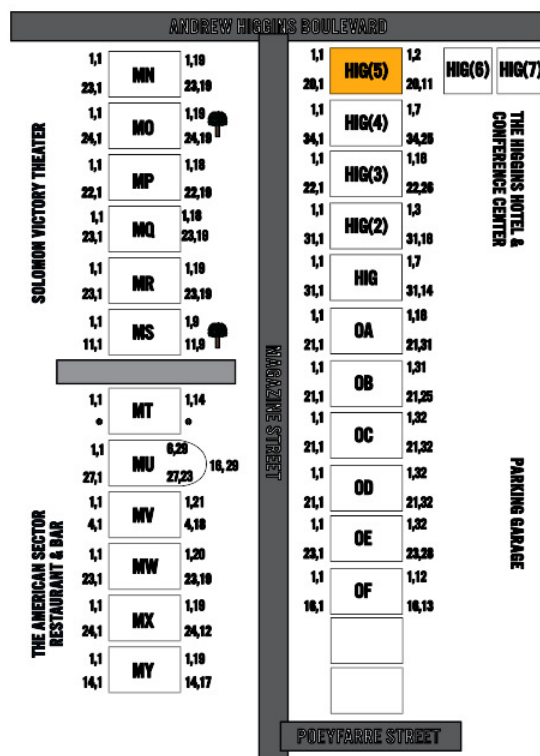 ANDREW HIGGINS BOULEVARD
SOLOMON VICTORY THEATER
1,1 MN 1,19
23,1 23,19
1,1 MO 1,19
24,1 24,19
1,1 MP 1,18
22,1 22,19
1,1 MQ 1,18
23,1 23,19
1,1 MR 1,19
23,1 23,19
1,1 MS 1,9
11,1 11,9
THE AMERICAN SECTOR
RESTAURANT & BAR
1,1 MT 1,14
1,1 MU 6,29
27,1 27,23 16,29
1,1 MV 1,21
4,1 4,18
1,1 MW 1,20
23,1 23,19
1,1 MX 1,19
24,1 24,12
1,1 MY 1,19
14,1 14,17
MAGAZINE STREET
1,1 HIG(5) 1,2
20,11
HIG(6)
HIG(7)
1,1 HIG(4) 1,7
34,1 34,25
1,1 HIG(3) 1,18
22,1 22,26
1,1 HIG(2) 1,3
31,1 31,16
1,1 HIG 1,7
31,1 31,14
1,1 OA 1,18
21,1 21,31
1,1 OB 1,31
21,1 21,25
1,1 OC 1,32
21,1 21,32
1,1 OD 1,32
21,1 21,32
1,1 OE 1,32
23,1 23,28
1,1 OF 1,12
16,1 16,13
THE HIGGINS HOTEL &
CONFERENCE CENTER
PARKING GARAGE
POEYFARRE STREET